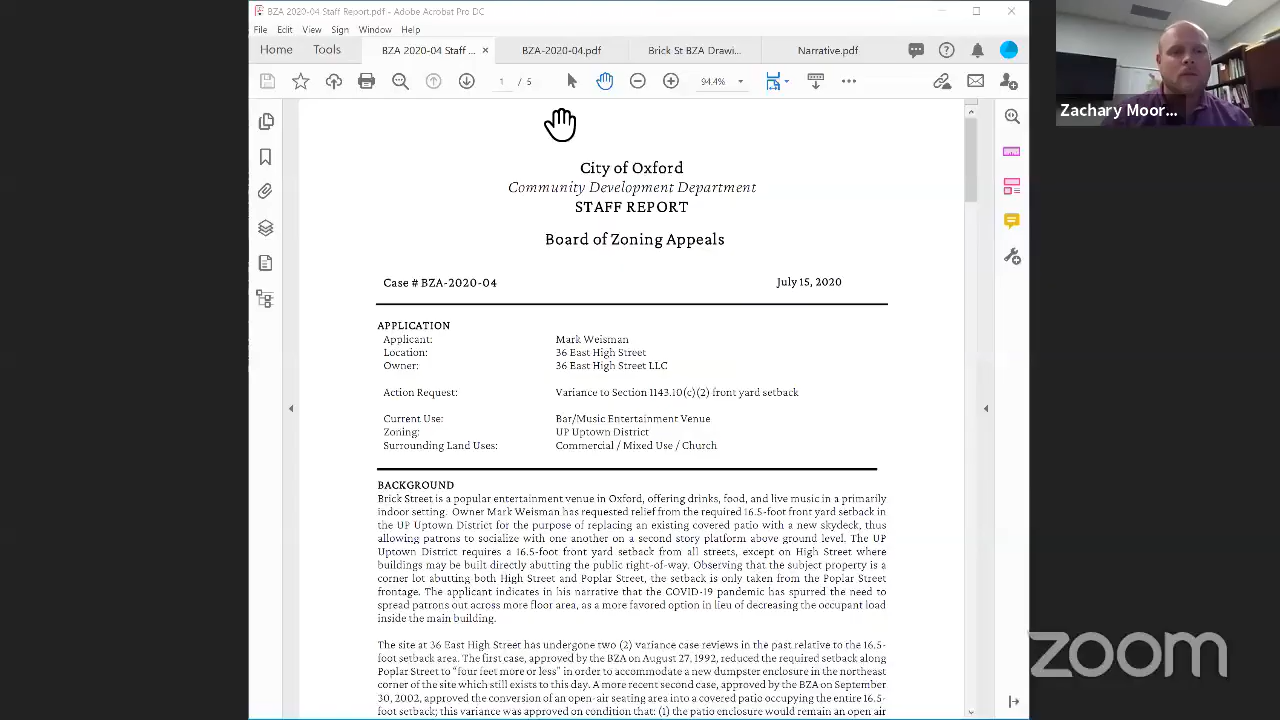 BZA 2020-04 Staff Report.pdf - Adobe Acrobat Pro DC
File Edit View Sign Window Help
Home Tools BZA 2020-04 Staff ... × BZA-2020-04.pdf Brick St BZA Drawi... Narrative.pdf
1 / 5 94.4%
Zachary Moor...
City of Oxford
Community Development Department
STAFF REPORT
Board of Zoning Appeals
Case # BZA-2020-04 July 15, 2020
APPLICATION
Applicant: Mark Weisman
Location: 36 East High Street
Owner: 36 East High Street LLC
Action Request: Variance to Section 1143.10(c)(2) front yard setback
Current Use: Bar/Music Entertainment Venue
Zoning: UP Uptown District
Surrounding Land Uses: Commercial / Mixed Use / Church
BACKGROUND
Brick Street is a popular entertainment venue in Oxford, offering drinks, food, and live music in a primarily
indoor setting. Owner Mark Weisman has requested relief from the required 16.5-foot front yard setback in
the UP Uptown District for the purpose of replacing an existing covered patio with a new skydeck, thus
allowing patrons to socialize with one another on a second story platform above ground level. The UP
Uptown District requires a 16.5-foot front yard setback from all streets, except on High Street where
buildings may be built directly abutting the public right-of-way. Observing that the subject property is a
corner lot abutting both High Street and Poplar Street, the setback is only taken from the Poplar Street
frontage. The applicant indicates in his narrative that the COVID-19 pandemic has spurred the need to
spread patrons out across more floor area, as a more favored option in lieu of decreasing the occupant load
inside the main building.
The site at 36 East High Street has undergone two (2) variance case reviews in the past relative to the 16.5-
foot setback area. The first case, approved by the BZA on August 27, 1992, reduced the required setback along
Poplar Street to "four feet more or less" in order to accommodate a new dumpster enclosure in the northeast
corner of the site which still exists to this day. A more recent second case, approved by the BZA on September
30, 2002, approved the conversion of an open-air seating area into a covered patio occupying the entire 16.5-
foot setback; this variance was approved on condition that: (1) the patio enclosure would remain an open air
zoom